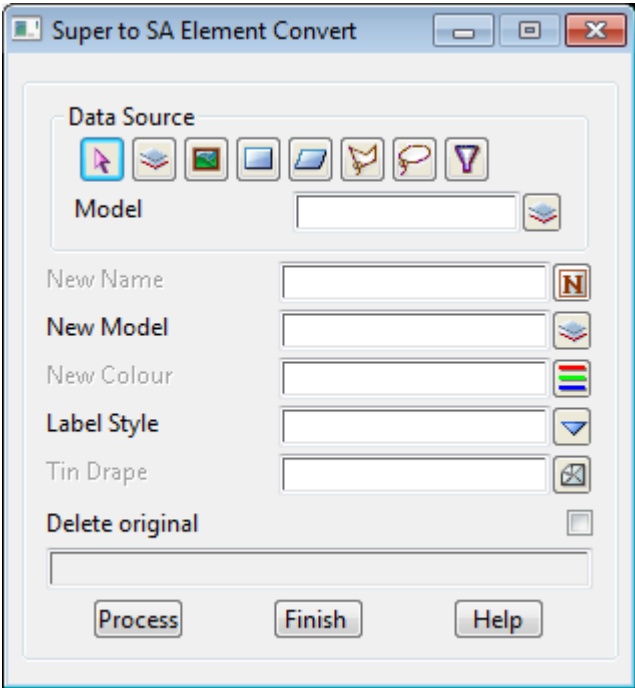 Super to SA Element Convert
Data Source
Model
New Name
N
New Model
New Colour
Label Style
Tin Drape
Delete original
Process Finish Help